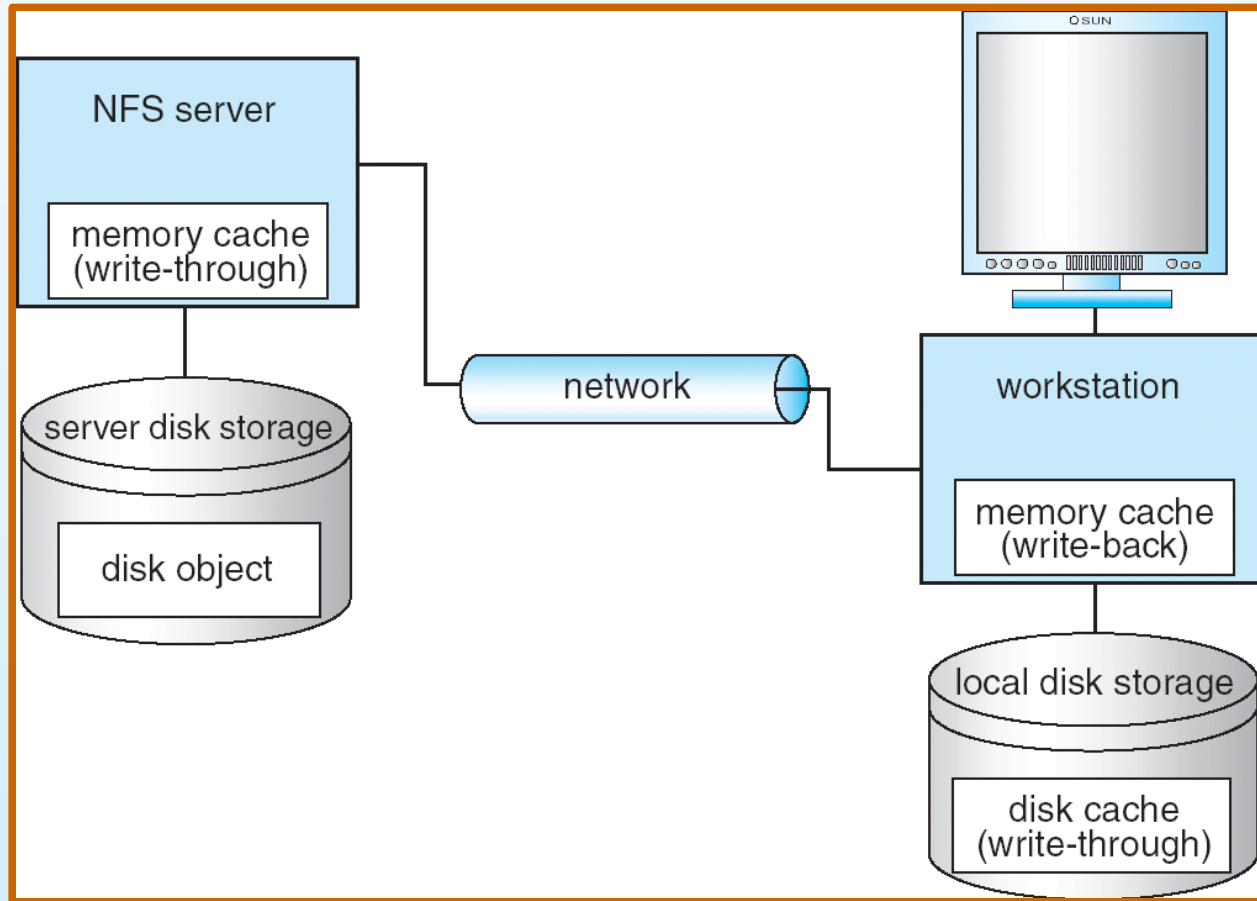 SUN
NFS server
memory cache
(write-through)
server disk storage
disk object
network
workstation
memory cache
(write-back)
local disk storage
disk cache
(write-through)